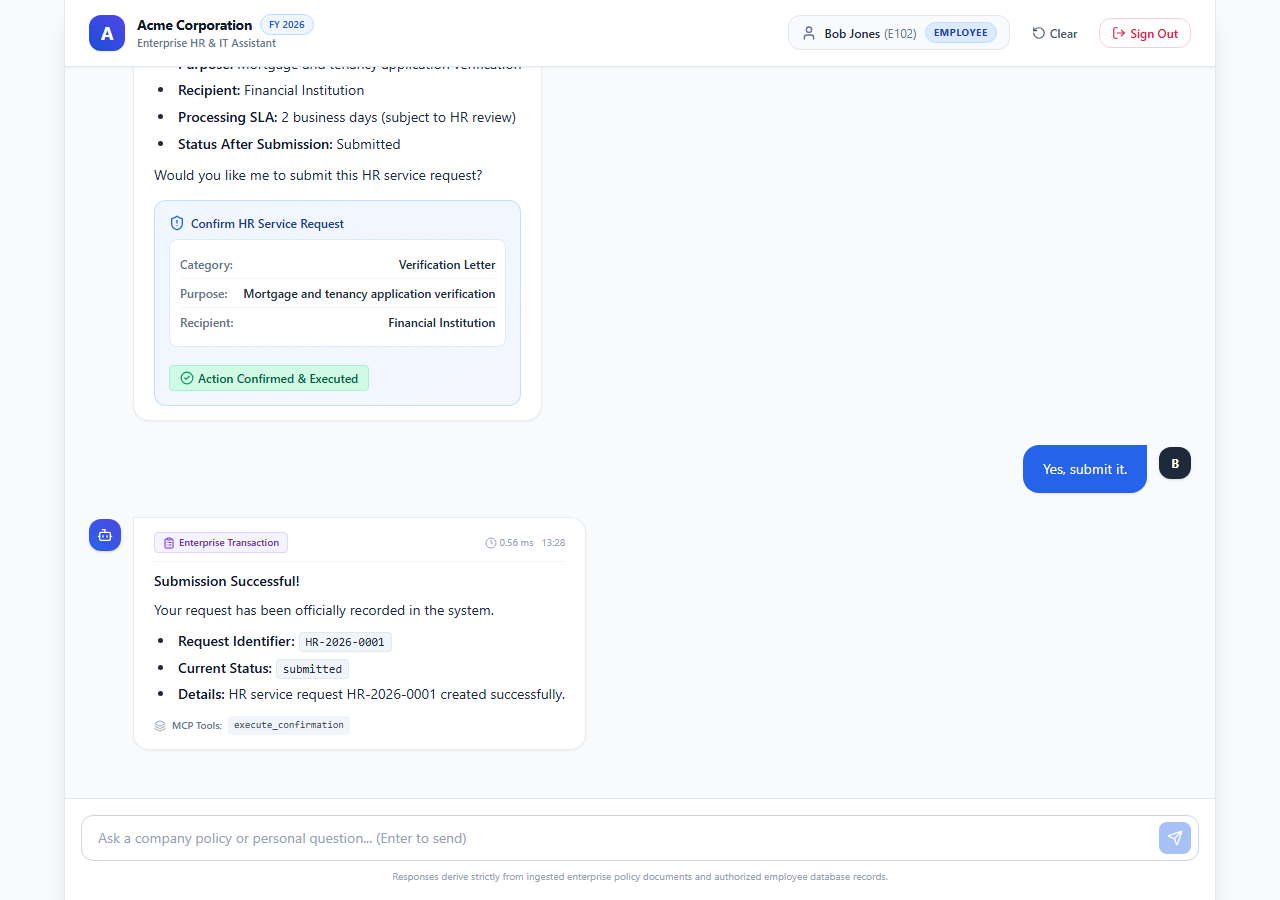 A
Acme Corporation
FY 2026
Enterprise HR & IT Assistant
Bob Jones (E102)
EMPLOYEE
Clear
Sign Out
Purpose: Mortgage and tenancy application verification
Recipient: Financial Institution
Processing SLA: 2 business days (subject to HR review)
Status After Submission: Submitted
Would you like me to submit this HR service request?
Confirm HR Service Request
Category: Verification Letter
Purpose: Mortgage and tenancy application verification
Recipient: Financial Institution
Action Confirmed & Executed
Yes, submit it.
B
Enterprise Transaction
0.56 ms 13:28
Submission Successful!
Your request has been officially recorded in the system.
Request Identifier: HR-2026-0001
Current Status: submitted
Details: HR service request HR-2026-0001 created successfully.
MCP Tools: execute_confirmation
Ask a company policy or personal question... (Enter to send)
Responses derive strictly from ingested enterprise policy documents and authorized employee database records.